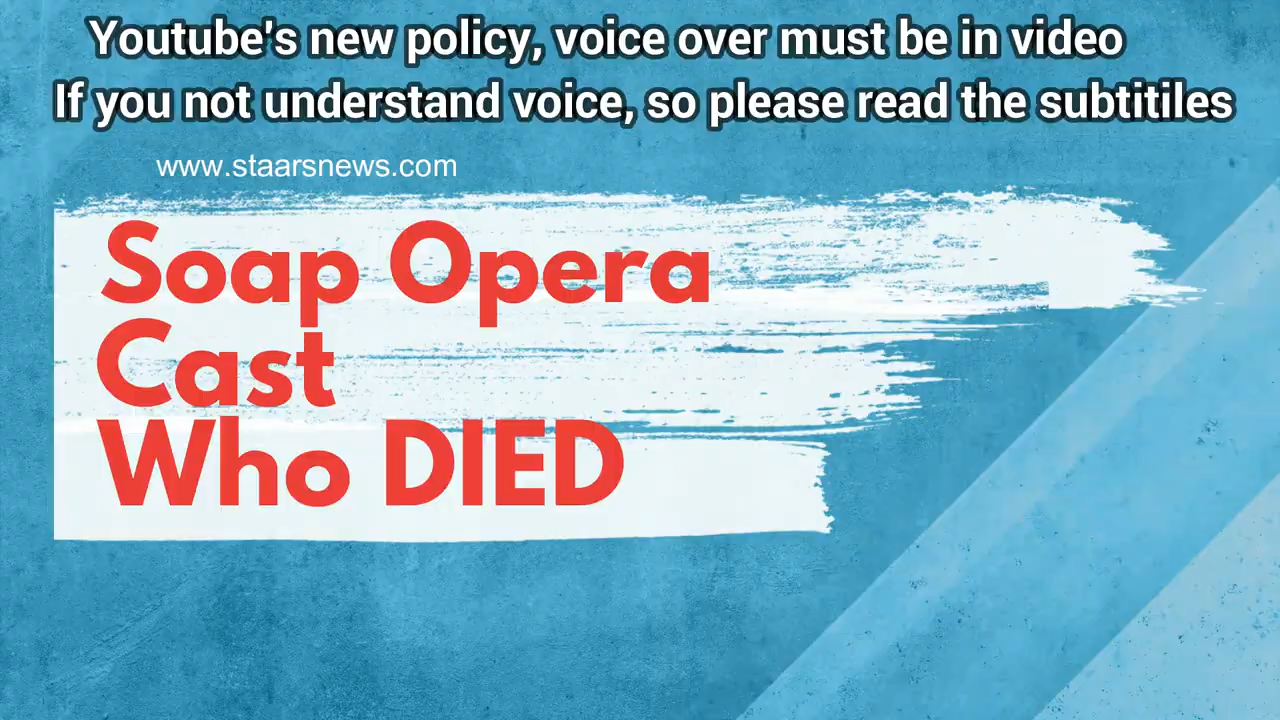 Youtube's new policy, voice over must be in video
If you not understand voice, so please read the subtitiles
www.staarsnews.com
Soap Opera
Cast
Who DIED